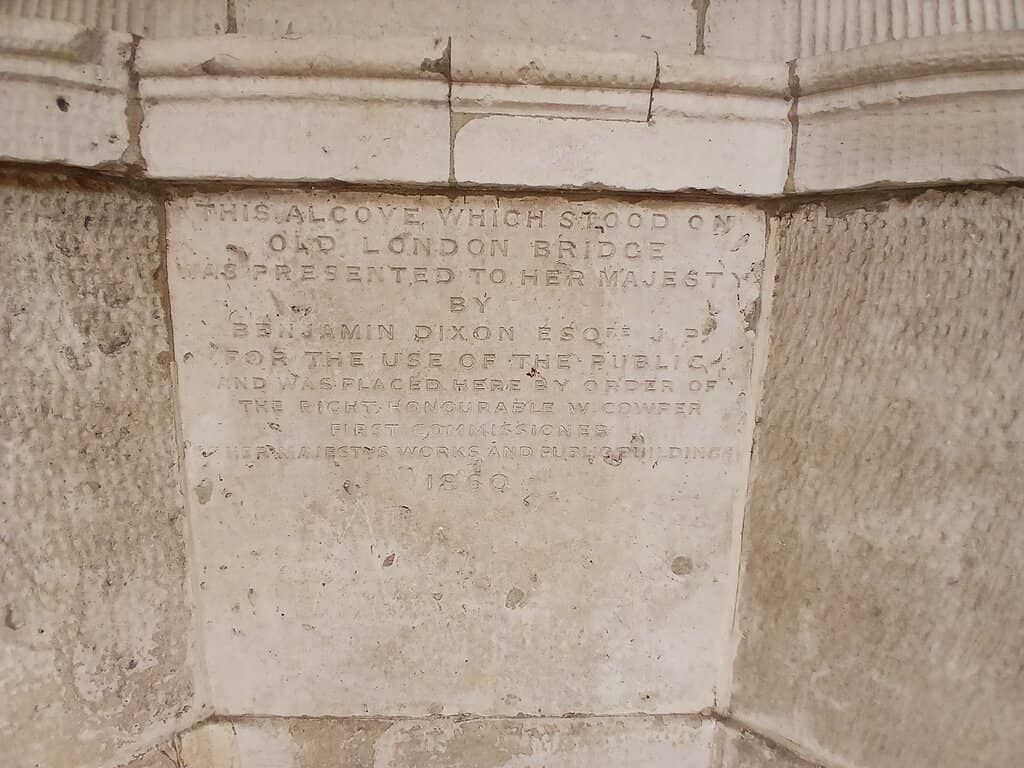 THIS ALCOVE WHICH STOOD ON
OLD LONDON BRIDGE
WAS PRESENTED TO HER MAJESTY
BY
BENJAMIN DIXON ESQRE J.P.
FOR THE USE OF THE PUBLIC
AND WAS PLACED HERE BY ORDER OF
THE RIGHT HONOURABLE W. COWPER
FIRST COMMISSIONER
HER MAJESTYS WORKS AND PUBLIC BUILDINGS
1860